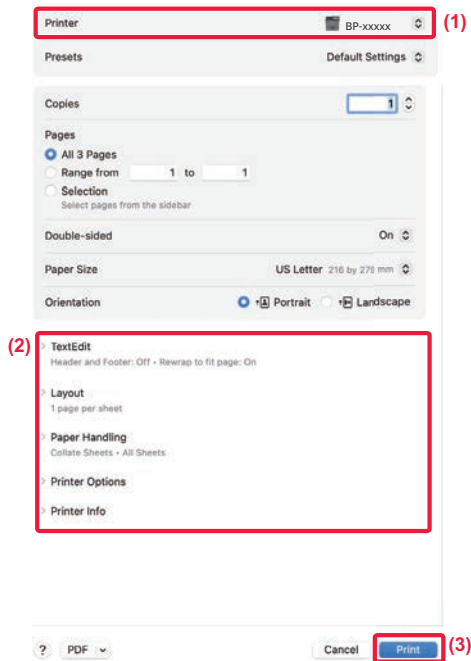 Printer BP-xxxxx (1)
Presets Default Settings
Copies 1
Pages
All 3 Pages
Range from 1 to 1
Selection
Select pages from the sidebar
Double-sided On
Paper Size US Letter 216 by 279 mm
Orientation Portrait Landscape
(2) TextEdit
Header and Footer: Off • Rewrap to fit page: On
Layout
1 page per sheet
Paper Handling
Collate Sheets • All Sheets
Printer Options
Printer Info
? PDF Cancel Print (3)